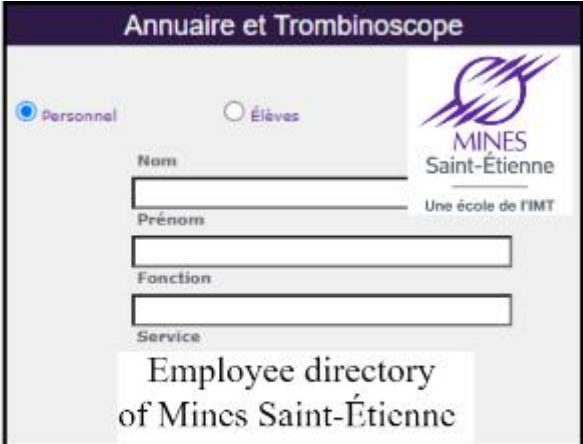 Annuaire et Trombinoscope
Personnel
Élèves
MINES
Saint-Étienne
Une école de l'IMT
Nom
Prénom
Fonction
Service
Employee directory
of Mines Saint-Étienne